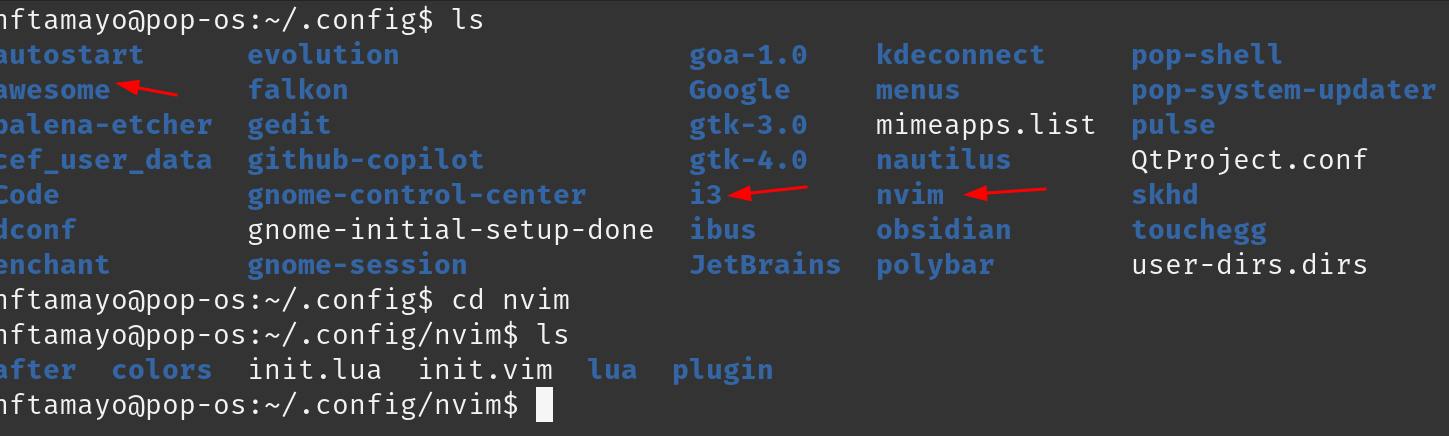 nftamayo@pop-os:~/.config$ ls
autostart evolution goa-1.0 kdeconnect pop-shell
awesome falkon Google menus pop-system-updater
balena-etcher gedit gtk-3.0 mimeapps.list pulse
cef_user_data github-copilot gtk-4.0 nautilus QtProject.conf
Code gnome-control-center i3 nvim skhd
dconf gnome-initial-setup-done ibus obsidian touchegg
enchant gnome-session JetBrains polybar user-dirs.dirs
nftamayo@pop-os:~/.config$ cd nvim
nftamayo@pop-os:~/.config/nvim$ ls
after colors init.lua init.vim lua plugin
nftamayo@pop-os:~/.config/nvim$